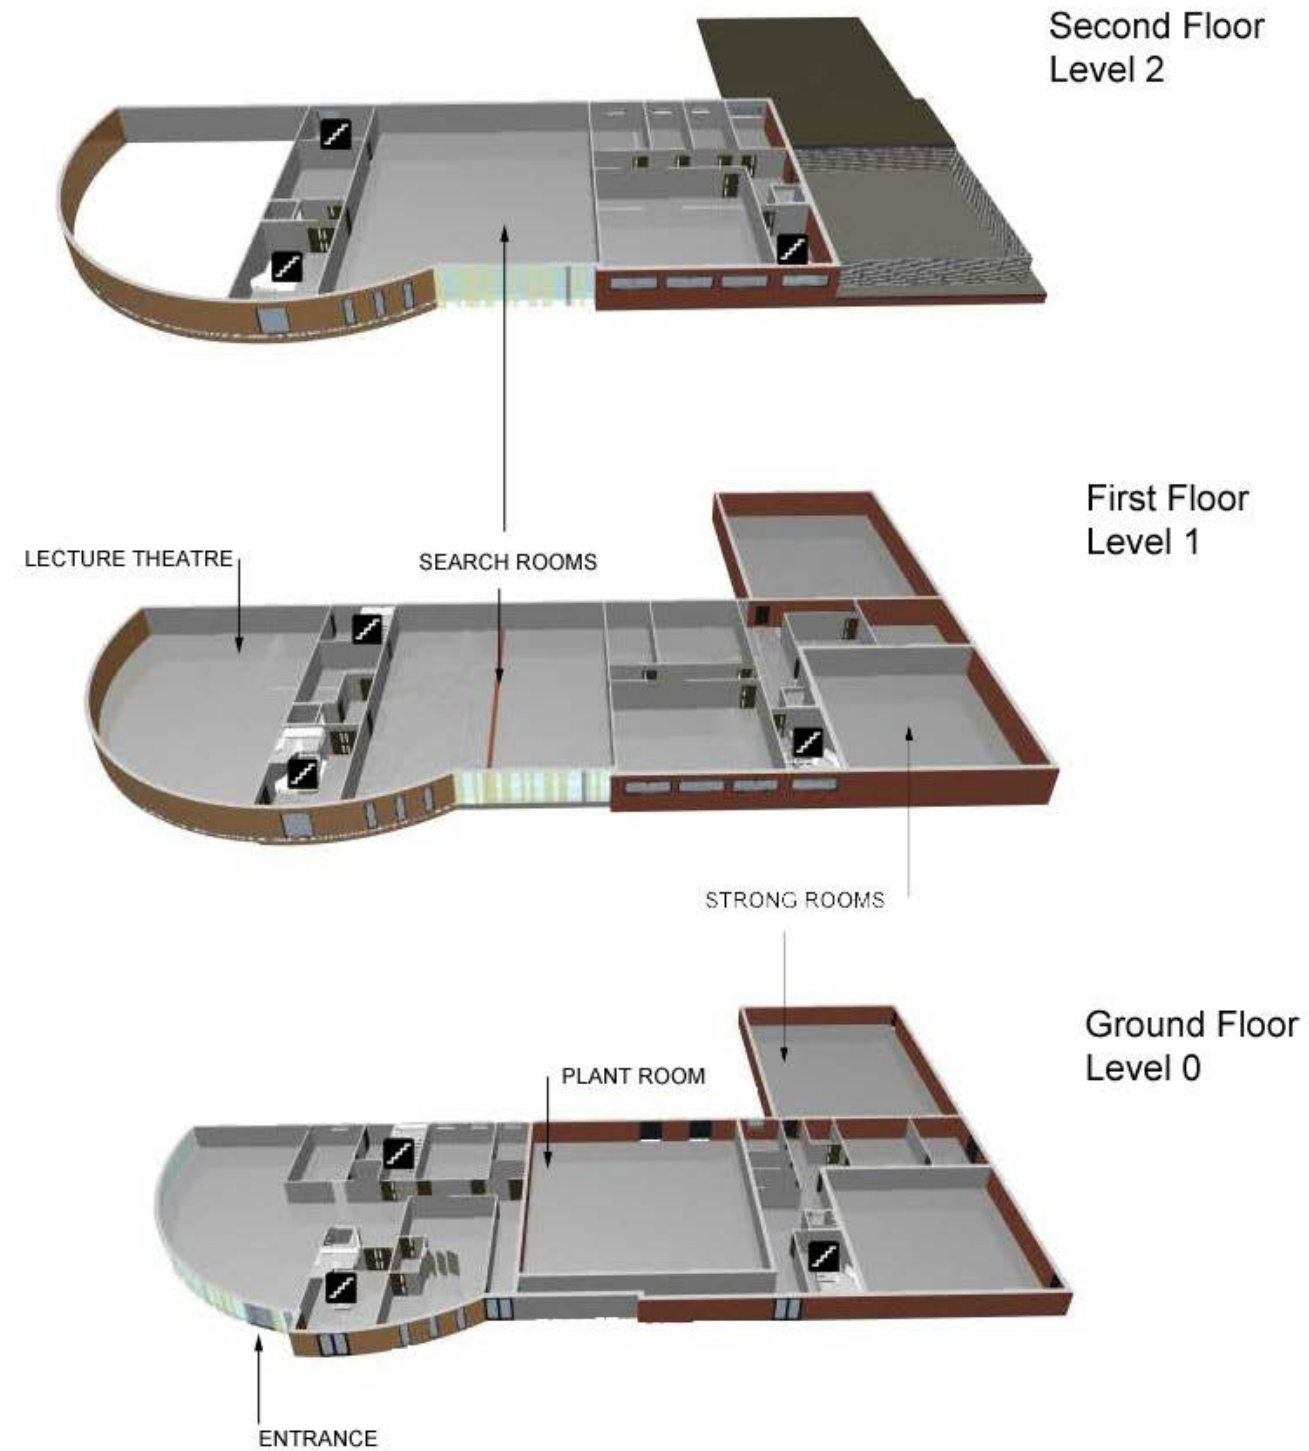 Second Floor
Level 2
First Floor
Level 1
LECTURE THEATRE
SEARCH ROOMS
STRONG ROOMS
Ground Floor
Level 0
PLANT ROOM
ENTRANCE